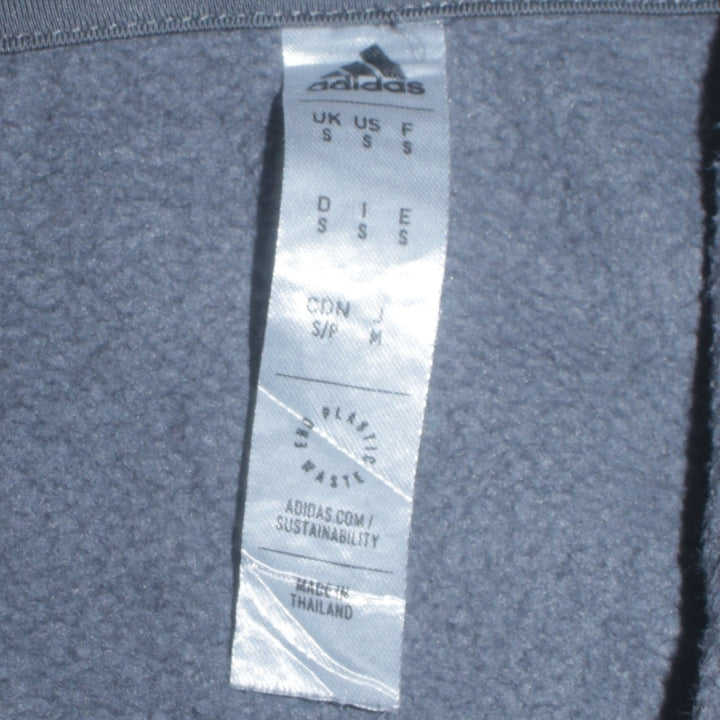 adidas
UK US F
S S S
D I E
S S S
CDN J
S/P M
END PLASTIC WASTE
ADIDAS.COM/
SUSTAINABILITY
MADE IN
THAILAND